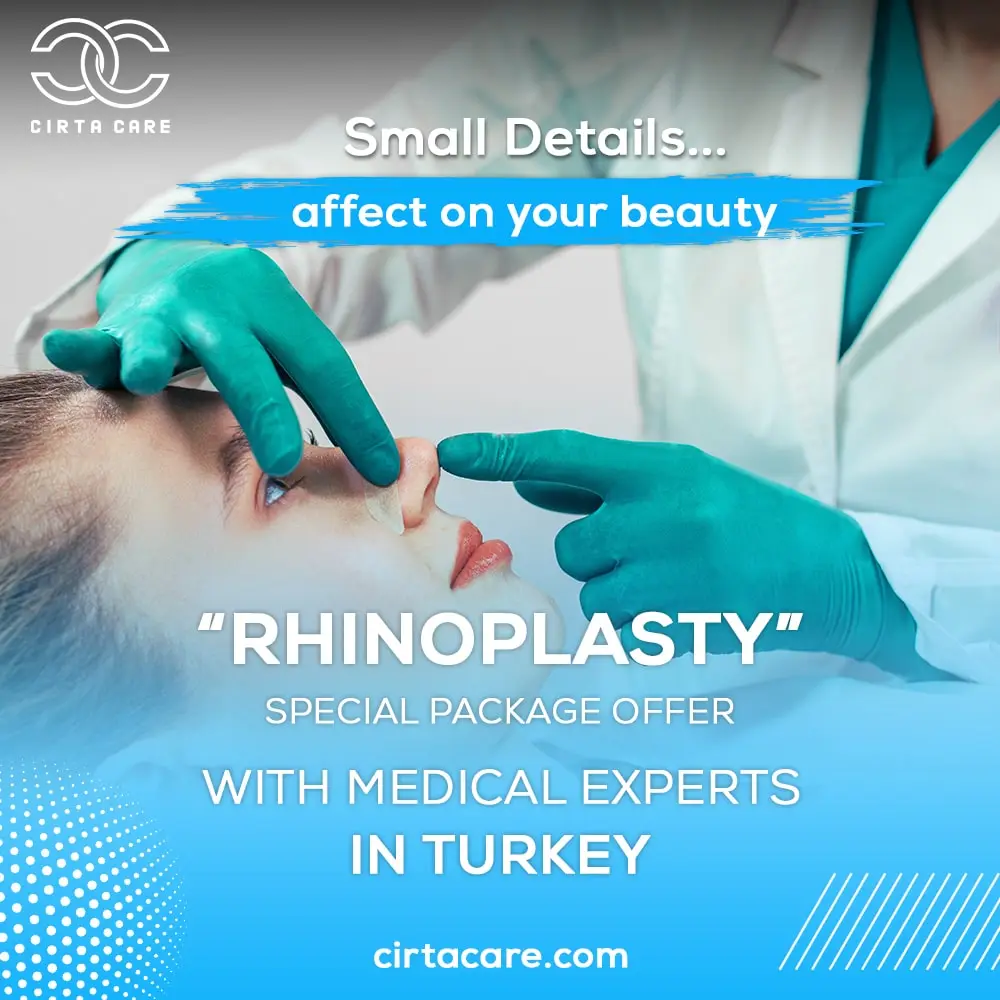 CIRTA CARE
Small Details...
affect on your beauty
"RHINOPLASTY"
SPECIAL PACKAGE OFFER
WITH MEDICAL EXPERTS
IN TURKEY
cirtacare.com